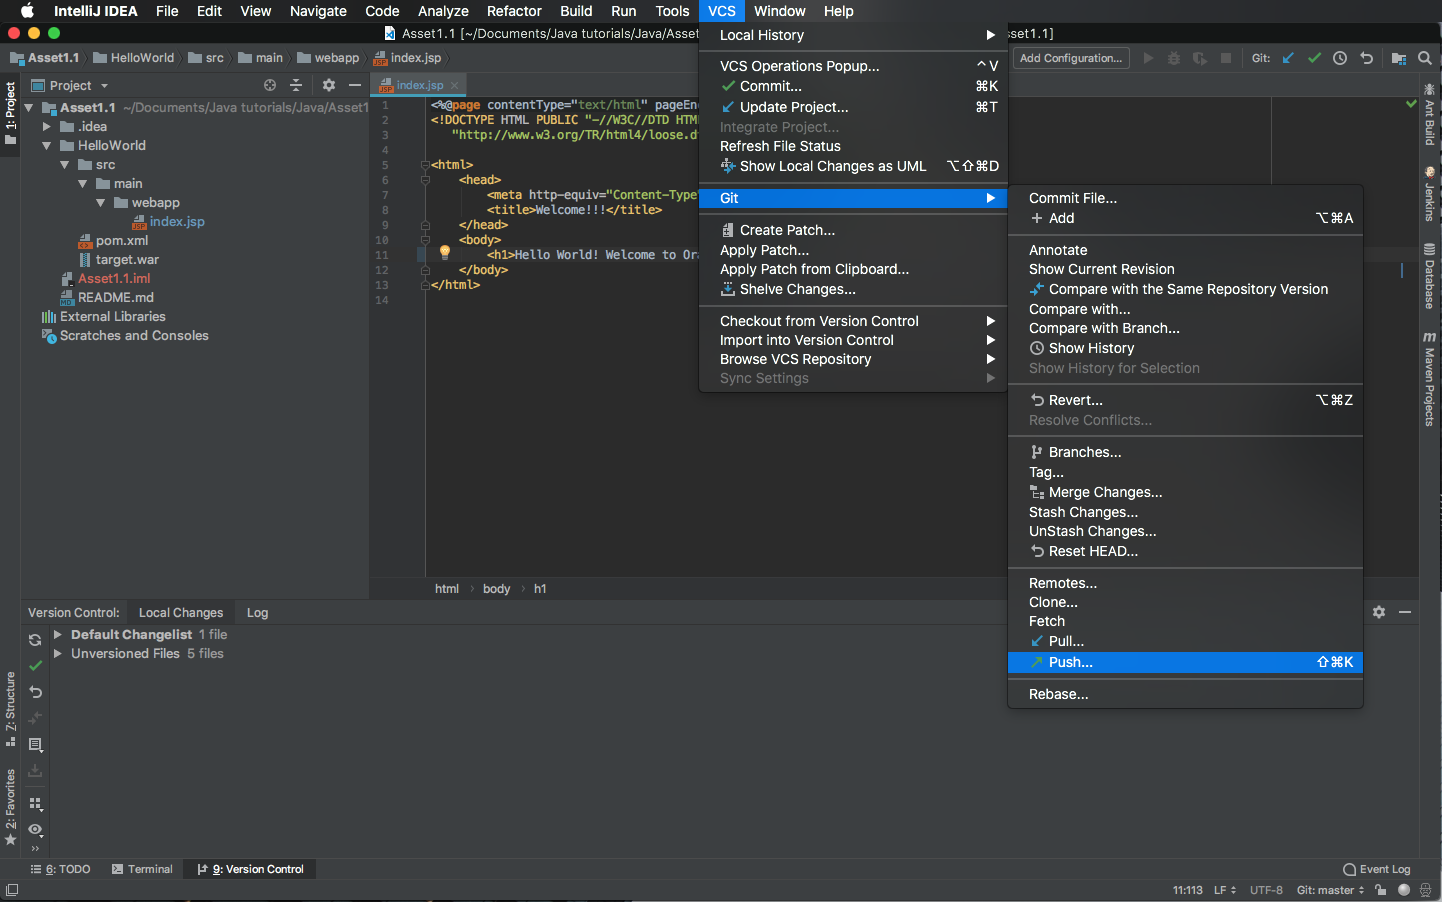 IntelliJ IDEA File Edit View Navigate Code Analyze Refactor Build Run Tools VCS Window Help
Asset1.1 [~/Documents/Java tutorials/Java/Asset
sset1.1]
Asset1.1 HelloWorld src main webapp index.jsp
Add Configuration... Git:
Project
index.jsp
1: Project
Asset1.1 ~/Documents/Java tutorials/Java/Asset1
.idea
HelloWorld
src
main
webapp
index.jsp
pom.xml
target.war
Asset1.1.iml
README.md
External Libraries
Scratches and Consoles
1 <%@page contentType="text/html" pageEn
2 <!DOCTYPE HTML PUBLIC "-//W3C//DTD HTM
3 "http://www.w3.org/TR/html4/loose.d
4
5 <html>
6 <head>
7 <meta http-equiv="Content-Type"
8 <title>Welcome!!!</title>
9 </head>
10 <body>
11 <h1>Hello World! Welcome to Ora
12 </body>
13 </html>
14
html › body › h1
Local History
VCS Operations Popup... ^V
Commit... ⌘K
Update Project... ⌘T
Integrate Project...
Refresh File Status
Show Local Changes as UML ⌥⇧⌘D
Git
Create Patch...
Apply Patch...
Apply Patch from Clipboard...
Shelve Changes...
Checkout from Version Control
Import into Version Control
Browse VCS Repository
Sync Settings
Commit File...
+ Add ⌥⌘A
Annotate
Show Current Revision
Compare with the Same Repository Version
Compare with...
Compare with Branch...
Show History
Show History for Selection
Revert... ⌥⌘Z
Resolve Conflicts...
Branches...
Tag...
Merge Changes...
Stash Changes...
UnStash Changes...
Reset HEAD...
Remotes...
Clone...
Fetch
Pull...
Push... ⇧⌘K
Rebase...
Ant Build
Jenkins
Database
m Maven Projects
Version Control: Local Changes Log
Default Changelist 1 file
Unversioned Files 5 files
Z: Structure
2: Favorites
6: TODO Terminal 9: Version Control Event Log
11:113 LF UTF-8 Git: master